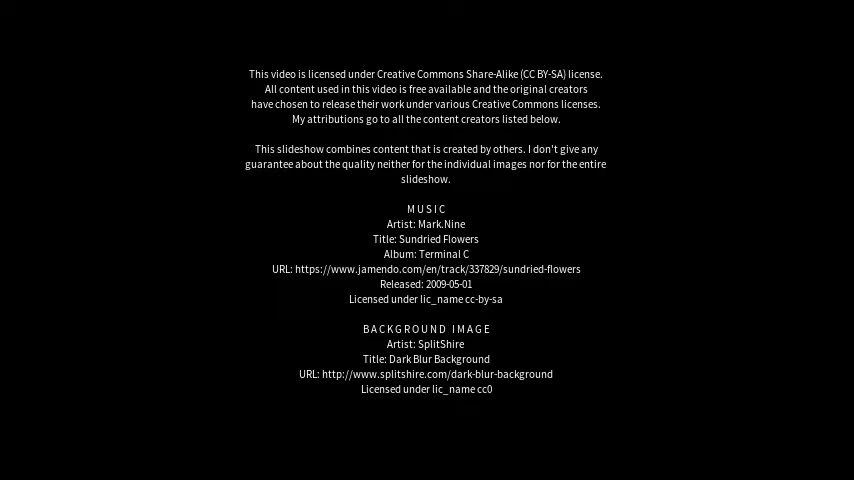 This video is licensed under Creative Commons Share-Alike (CC BY-SA) license.
All content used in this video is free available and the original creators
have chosen to release their work under various Creative Commons licenses.
My attributions go to all the content creators listed below.
This slideshow combines content that is created by others. I don't give any
guarantee about the quality neither for the individual images nor for the entire
slideshow.
MUSIC
Artist: Mark.Nine
Title: Sundried Flowers
Album: Terminal C
URL: https://www.jamendo.com/en/track/337829/sundried-flowers
Released: 2009-05-01
Licensed under lic_name cc-by-sa
BACKGROUND IMAGE
Artist: SplitShire
Title: Dark Blur Background
URL: http://www.splitshire.com/dark-blur-background
Licensed under lic_name cc0